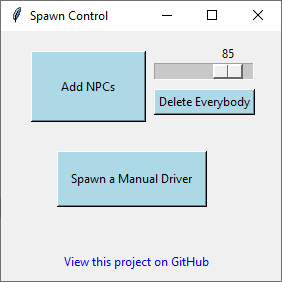 Spawn Control
85
Add NPCs
Delete Everybody
Spawn a Manual Driver
View this project on GitHub